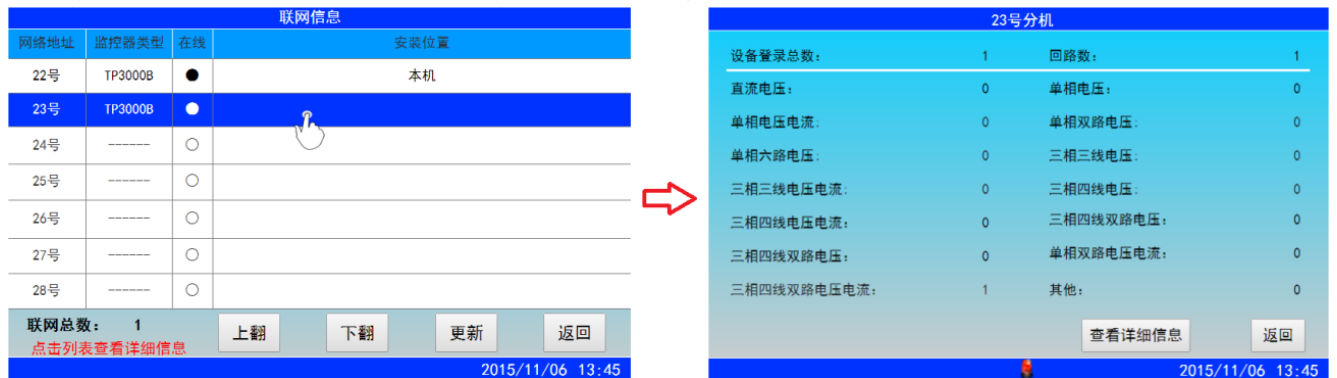 联网信息
网络地址 监控器类型 在线 安装位置
22号 TP3000B ● 本机
23号 TP3000B ●
24号 ------ ○
25号 ------ ○
26号 ------ ○
27号 ------ ○
28号 ------ ○
联网总数： 1
点击列表查看详细信息
上翻 下翻 更新 返回
2015/11/06 13:45
23号分机
设备登录总数： 1 回路数： 1
直流电压： 0 单相电压： 0
单相电压电流： 0 单相双路电压： 0
单相六路电压： 0 三相三线电压： 0
三相三线电压电流： 0 三相四线电压： 0
三相四线电压电流： 0 三相四线双路电压： 0
三相四线双路电压： 0 单相双路电压电流： 0
三相四线双路电压电流： 1 其他： 0
查看详细信息 返回
2015/11/06 13:45